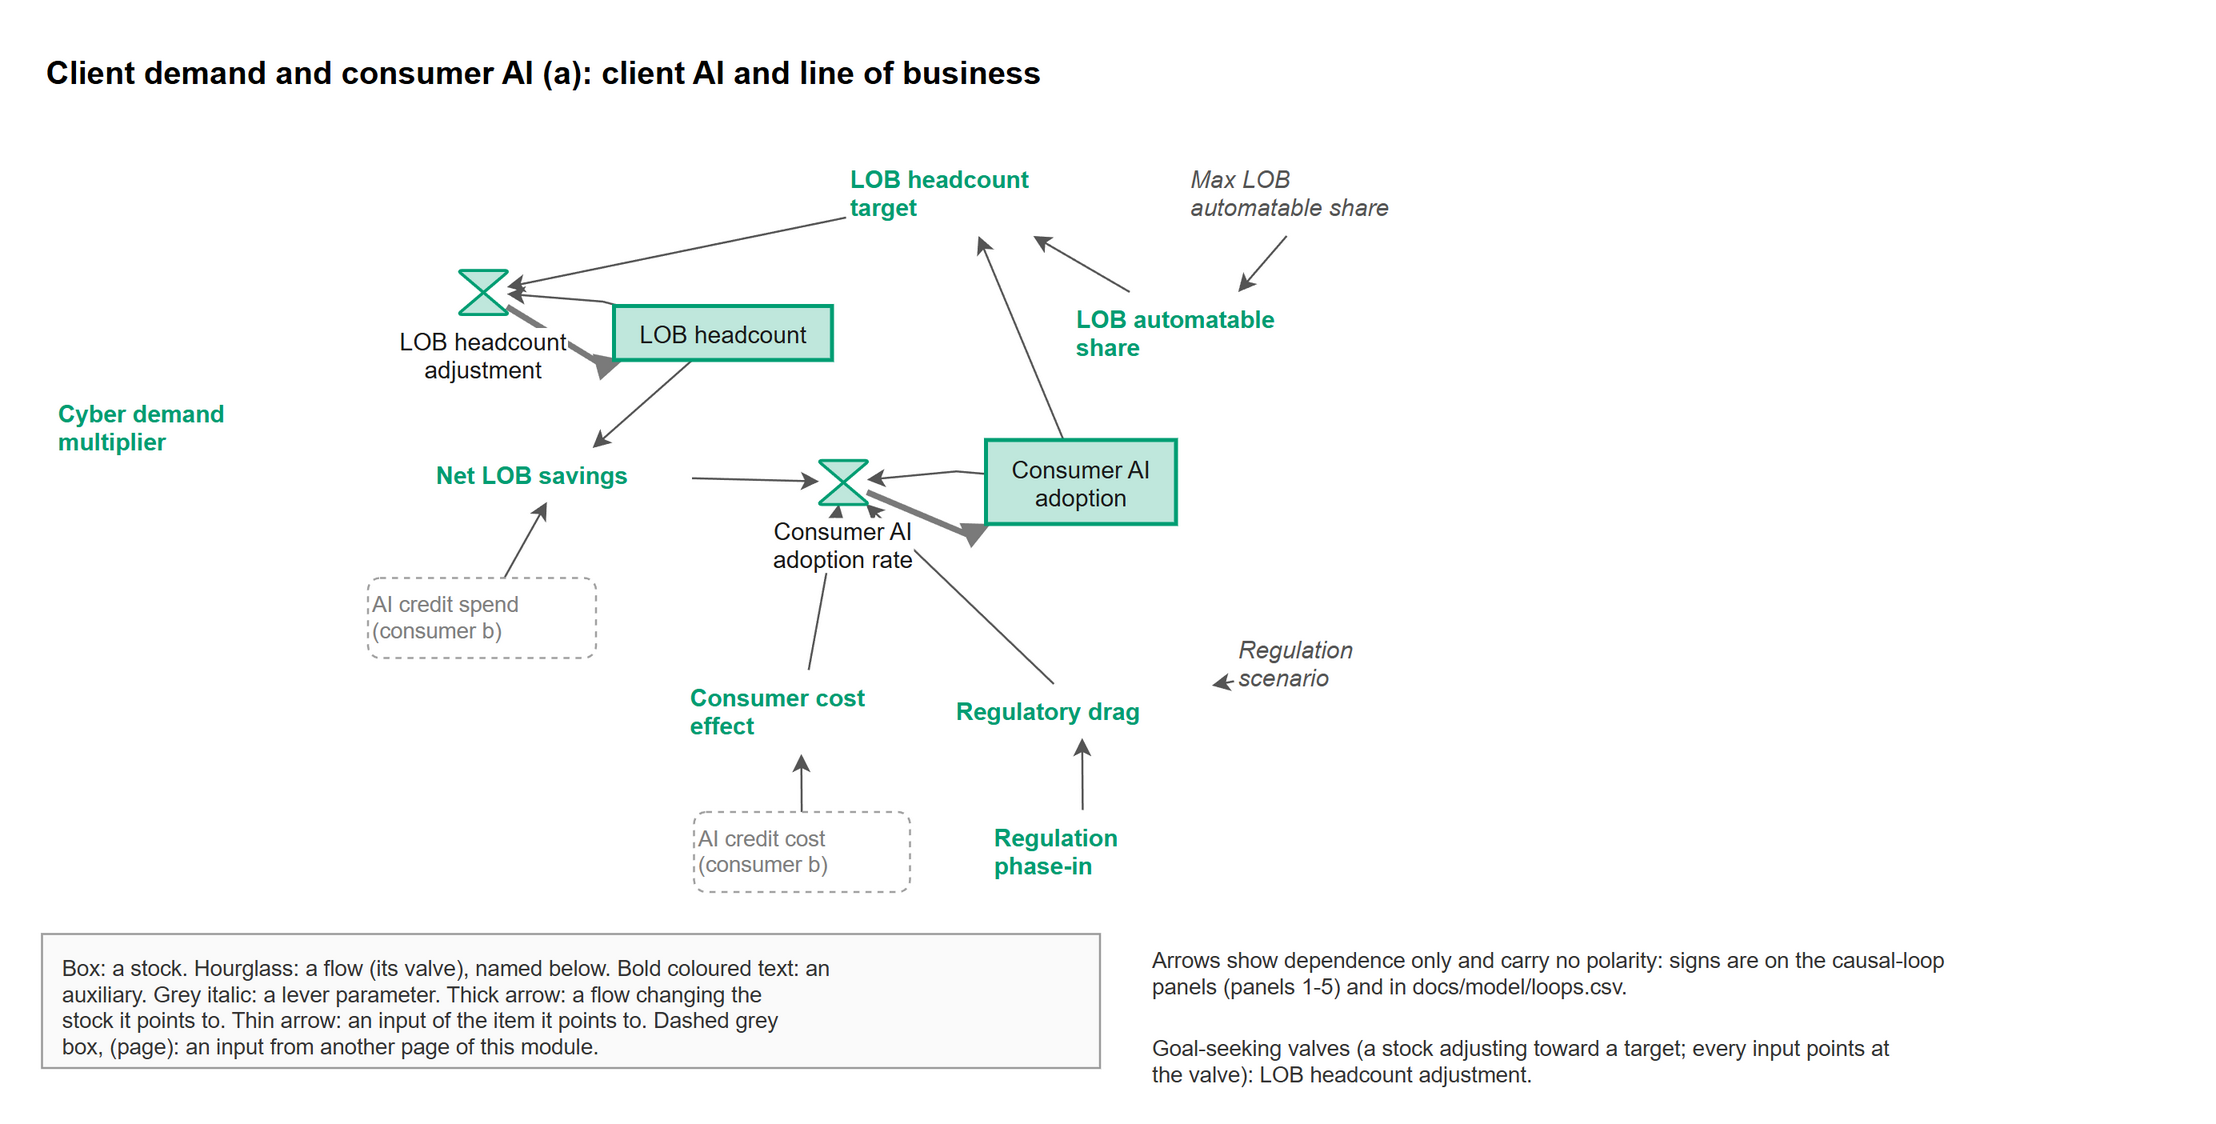 Client demand and consumer AI (a): client AI and line of business
LOB headcount
target
Max LOB
automatable share
LOB headcount
LOB automatable
share
LOB headcount
adjustment
Cyber demand
multiplier
Net LOB savings
Consumer AI
adoption
Consumer AI
adoption rate
AI credit spend
(consumer b)
Regulation
scenario
Consumer cost
effect
Regulatory drag
AI credit cost
(consumer b)
Regulation
phase-in
Box: a stock. Hourglass: a flow (its valve), named below. Bold coloured text: an
auxiliary. Grey italic: a lever parameter. Thick arrow: a flow changing the
stock it points to. Thin arrow: an input of the item it points to. Dashed grey
box, (page): an input from another page of this module.
Arrows show dependence only and carry no polarity: signs are on the causal-loop
panels (panels 1-5) and in docs/model/loops.csv.
Goal-seeking valves (a stock adjusting toward a target; every input points at
the valve): LOB headcount adjustment.